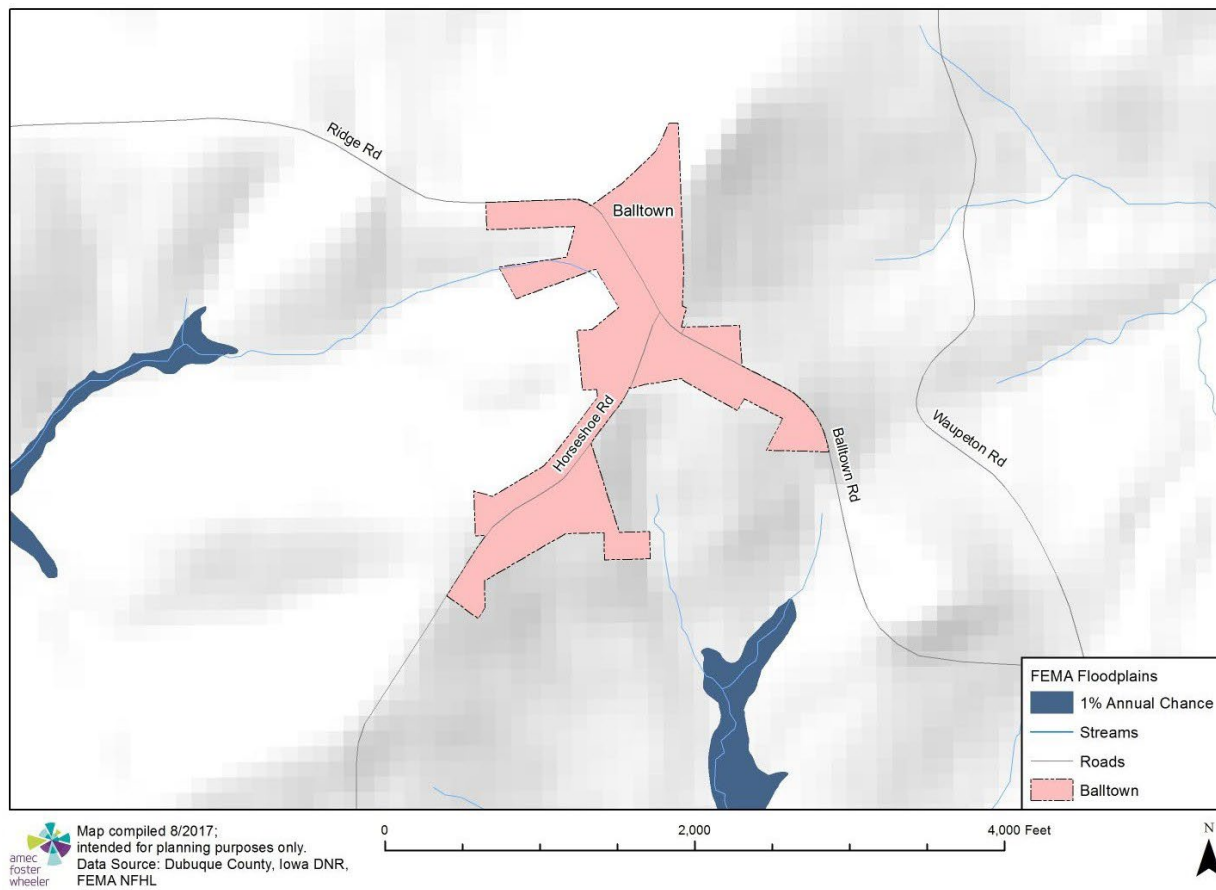 Ridge Rd
Balltown
Horseshoe Rd
Balltown Rd
Waupeton Rd
FEMA Floodplains
1% Annual Chance
Streams
Roads
Balltown
amec
foster
wheeler
Map compiled 8/2017;
intended for planning purposes only.
Data Source: Dubuque County, Iowa DNR,
FEMA NFHL
0
2,000
4,000 Feet
N